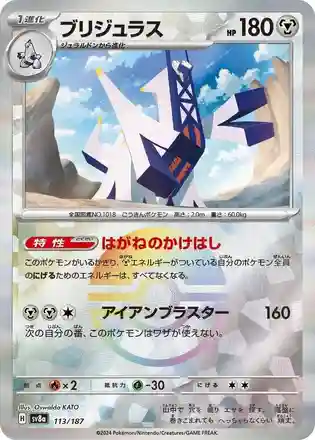 1進化
ブリジュラス
HP 180
ジュラルドンから進化
全国図鑑NO.1018 ごうきんポケモン 高さ:2.0m 重さ:60.0kg
特性 はがねのかけはし
このポケモンがいるかぎり、エネルギーがついている自分のポケモン全員
のにげるためのエネルギーは、すべてなくなる。
アイアンブラスター 160
次の自分の番、このポケモンはワザが使えない。
弱点 ×2 抵抗力 -30 にげる
Illus. Oswaldo KATO
H sv8a 113/187
©2024 Pokémon/Nintendo/Creatures/GAME FREAK.